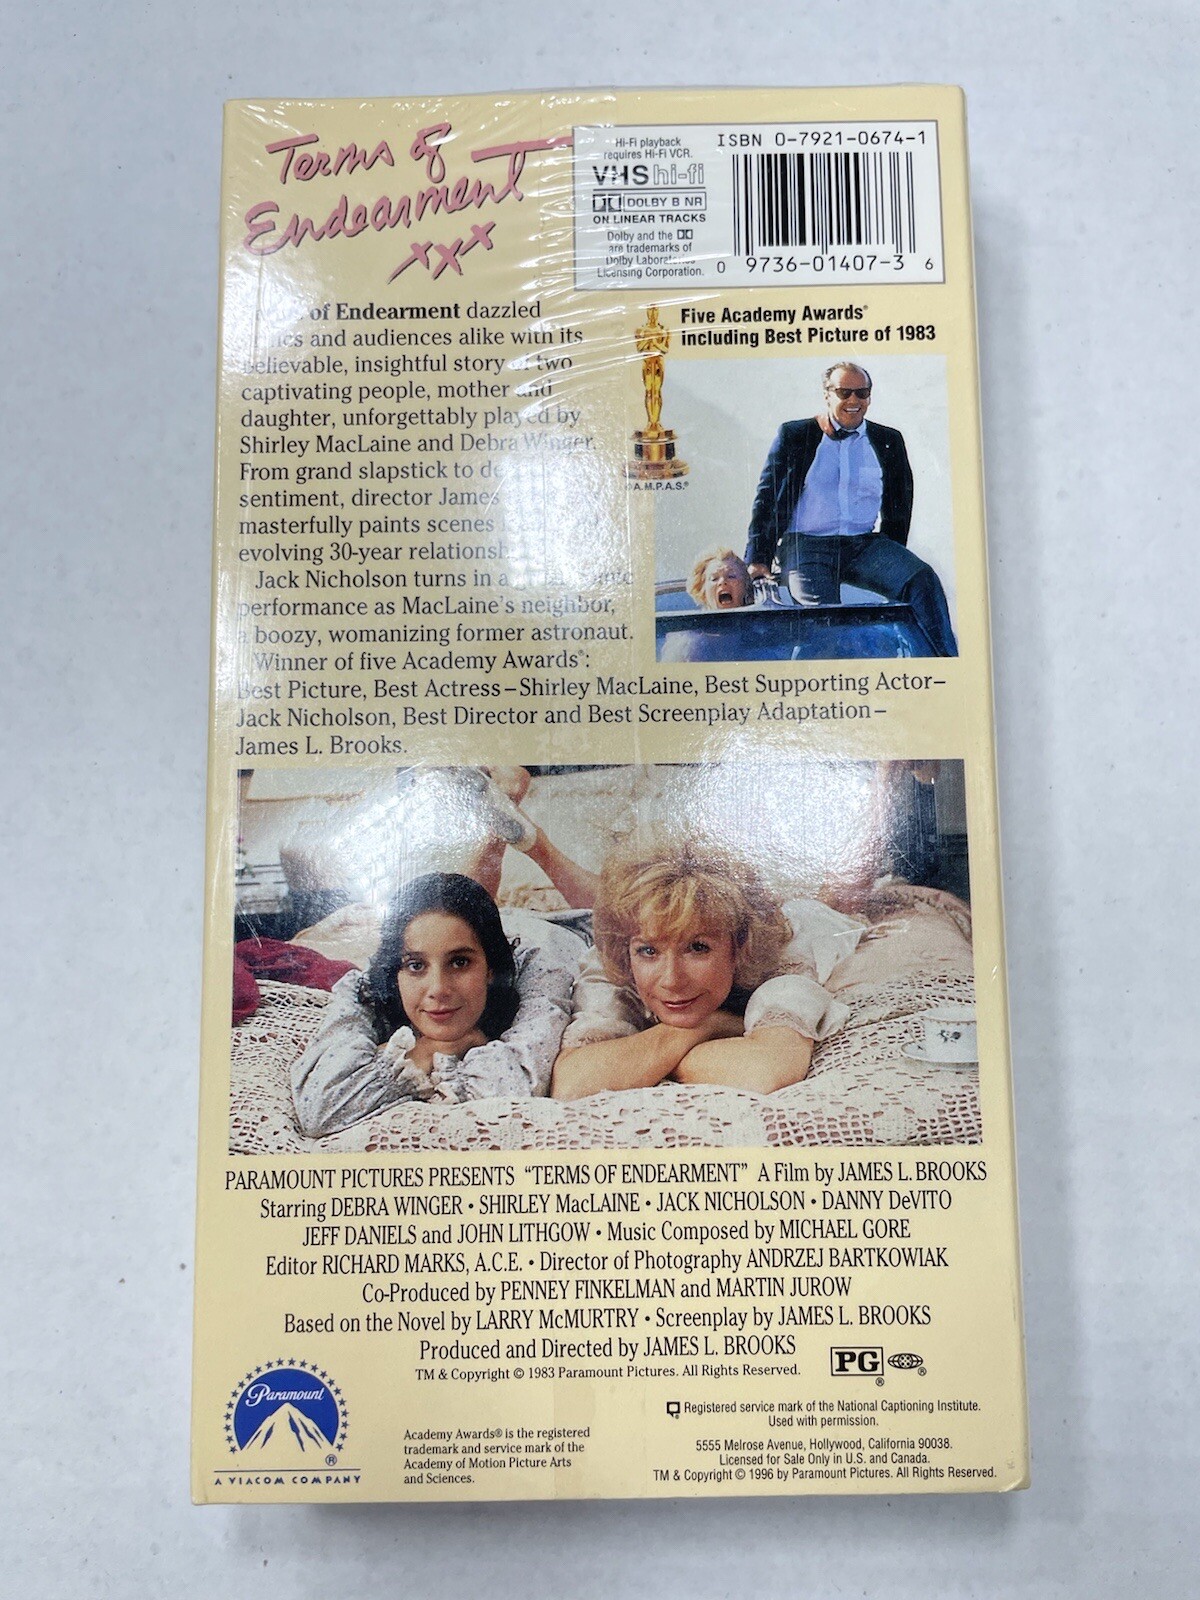 Terms of
Endearment
xxx
Hi-Fi playback
requires Hi-Fi VCR.
VHS hi-fi
DOLBY B NR
ON LINEAR TRACKS
Dolby and the
are trademarks of
Dolby Laboratories
Licensing Corporation.
ISBN 0-7921-0674-1
0 9736-01407-3 6
of Endearment dazzled
and audiences alike with its
believable, insightful story of two
captivating people, mother and
daughter, unforgettably played by
Shirley MacLaine and Debra Winger.
From grand slapstick to
sentiment, director James
masterfully paints scenes
evolving 30-year
Jack Nicholson turns in a
performance as MacLaine's neighbor,
a boozy, womanizing former astronaut.
Winner of five Academy Awards®:
Best Picture, Best Actress–Shirley MacLaine, Best Supporting Actor–
Jack Nicholson, Best Director and Best Screenplay Adaptation–
James L. Brooks.
Five Academy Awards®
including Best Picture of 1983
©A.M.P.A.S.®
PARAMOUNT PICTURES PRESENTS "TERMS OF ENDEARMENT" A Film by JAMES L. BROOKS
Starring DEBRA WINGER • SHIRLEY MacLAINE • JACK NICHOLSON • DANNY DeVITO
JEFF DANIELS and JOHN LITHGOW • Music Composed by MICHAEL GORE
Editor RICHARD MARKS, A.C.E. • Director of Photography ANDRZEJ BARTKOWIAK
Co-Produced by PENNEY FINKELMAN and MARTIN JUROW
Based on the Novel by LARRY McMURTRY • Screenplay by JAMES L. BROOKS
Produced and Directed by JAMES L. BROOKS
TM & Copyright © 1983 Paramount Pictures. All Rights Reserved.
PG ® ®
Paramount
®
A VIACOM COMPANY
Academy Awards® is the registered
trademark and service mark of the
Academy of Motion Picture Arts
and Sciences.
Registered service mark of the National Captioning Institute.
Used with permission.
5555 Melrose Avenue, Hollywood, California 90038.
Licensed for Sale Only in U.S. and Canada.
TM & Copyright © 1996 by Paramount Pictures. All Rights Reserved.